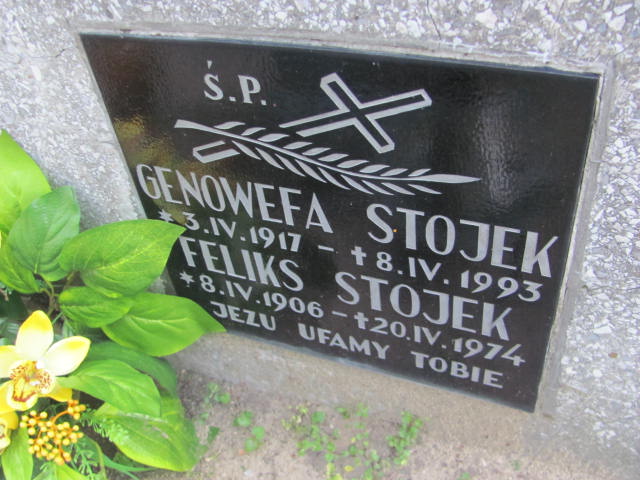 Ś.P.
GENOWEFA STOJEK
* 3.IV.1917 - † 8.IV.1993
FELIKS STOJEK
* 8.IV.1906 - † 20.IV.1974
JEZU UFAMY TOBIE